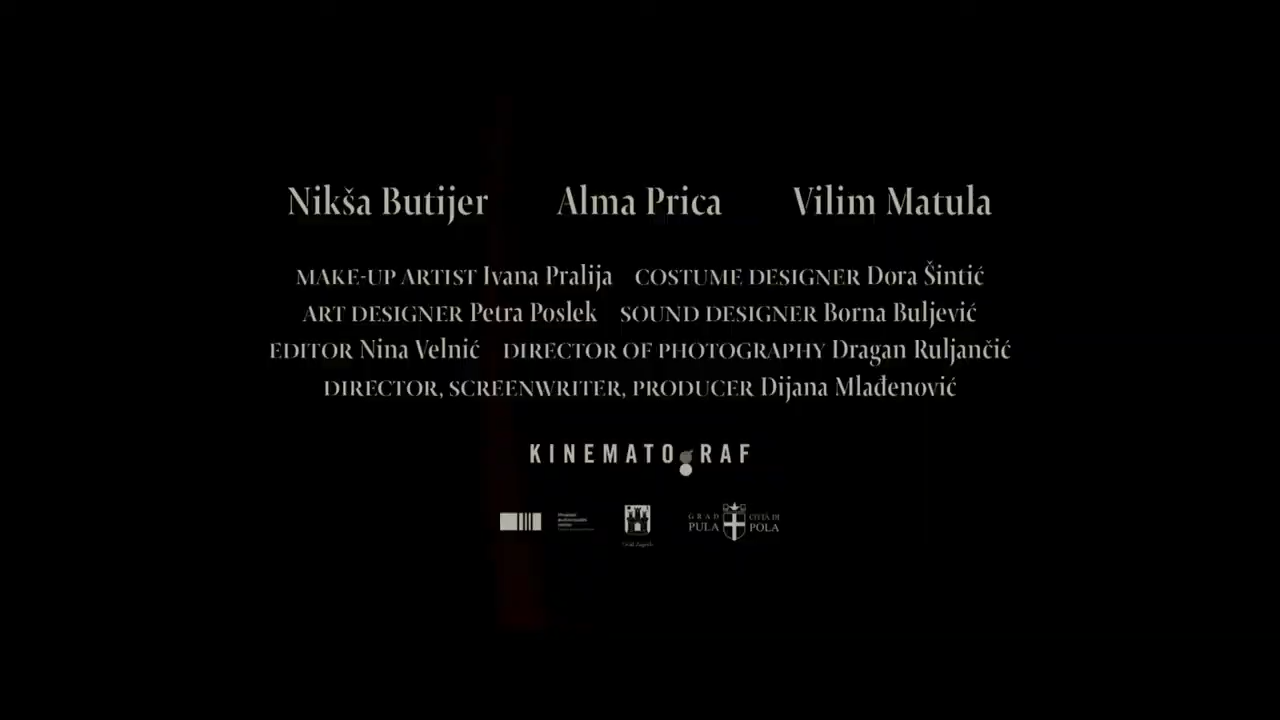 Nikša Butijer Alma Prica Vilim Matula
MAKE-UP ARTIST Ivana Pralija COSTUME DESIGNER Dora Šintić
ART DESIGNER Petra Poslek SOUND DESIGNER Borna Buljević
EDITOR Nina Velnić DIRECTOR OF PHOTOGRAPHY Dragan Ruljančić
DIRECTOR, SCREENWRITER, PRODUCER Dijana Mlađenović
KINEMATOgRAF
GRAD PULA CITTÀ DI POLA